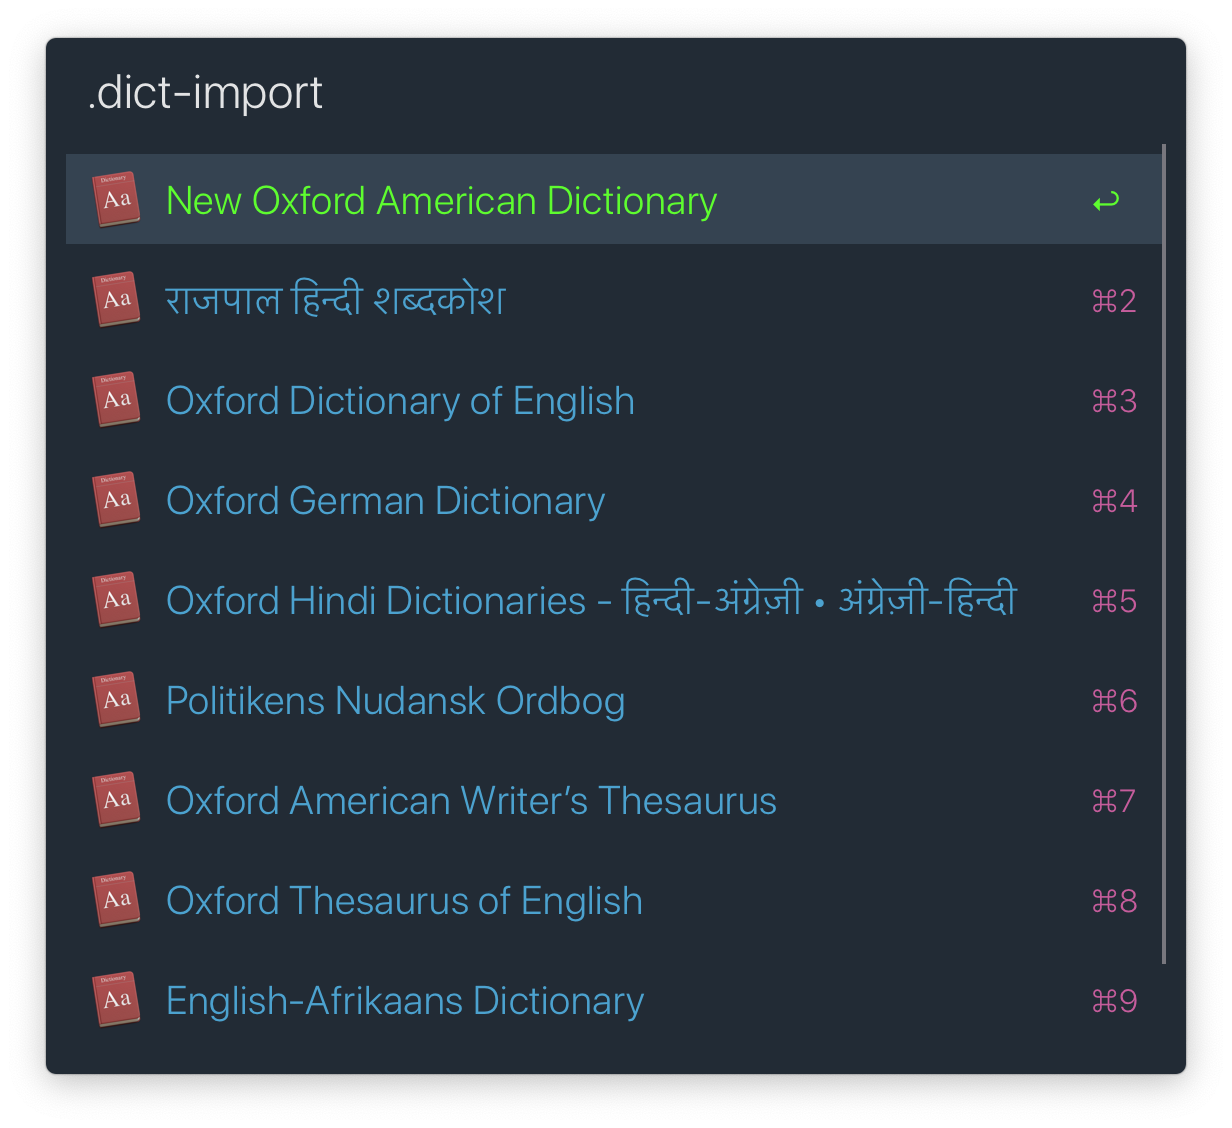 .dict-import
Dictionary Aa New Oxford American Dictionary ↩
Dictionary Aa राजपाल हिन्दी शब्दकोश ⌘2
Dictionary Aa Oxford Dictionary of English ⌘3
Dictionary Aa Oxford German Dictionary ⌘4
Dictionary Aa Oxford Hindi Dictionaries - हिन्दी-अंग्रेज़ी • अंग्रेज़ी-हिन्दी ⌘5
Dictionary Aa Politikens Nudansk Ordbog ⌘6
Dictionary Aa Oxford American Writer’s Thesaurus ⌘7
Dictionary Aa Oxford Thesaurus of English ⌘8
Dictionary Aa English-Afrikaans Dictionary ⌘9